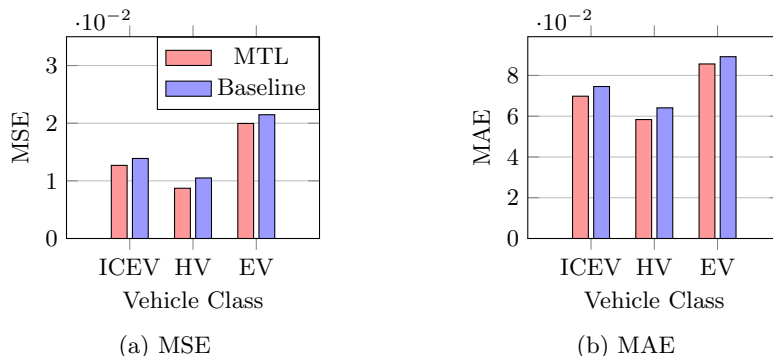 ·10⁻²
3
2
1
0
MSE
MTL
Baseline
ICEV HV EV
Vehicle Class
(a) MSE
·10⁻²
8
6
4
2
0
MAE
ICEV HV EV
Vehicle Class
(b) MAE